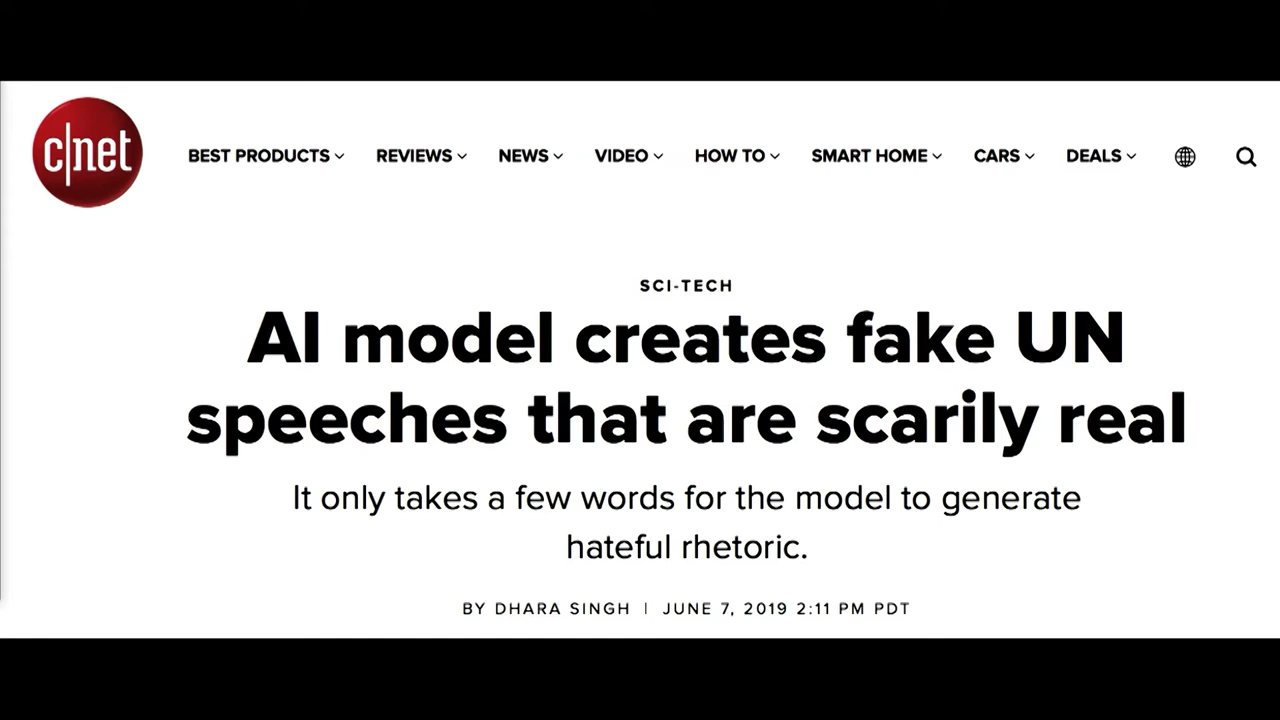 c|net
BEST PRODUCTS REVIEWS NEWS VIDEO HOW TO SMART HOME CARS DEALS
SCI-TECH
AI model creates fake UN
speeches that are scarily real
It only takes a few words for the model to generate
hateful rhetoric.
BY DHARA SINGH | JUNE 7, 2019 2:11 PM PDT